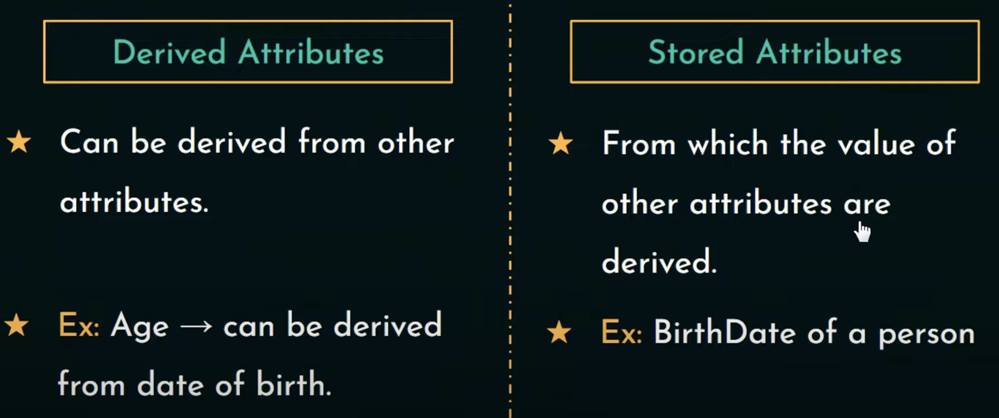 Derived Attributes
★ Can be derived from other
attributes.
★ Ex: Age → can be derived
from date of birth.
Stored Attributes
★ From which the value of
other attributes are
derived.
★ Ex: BirthDate of a person